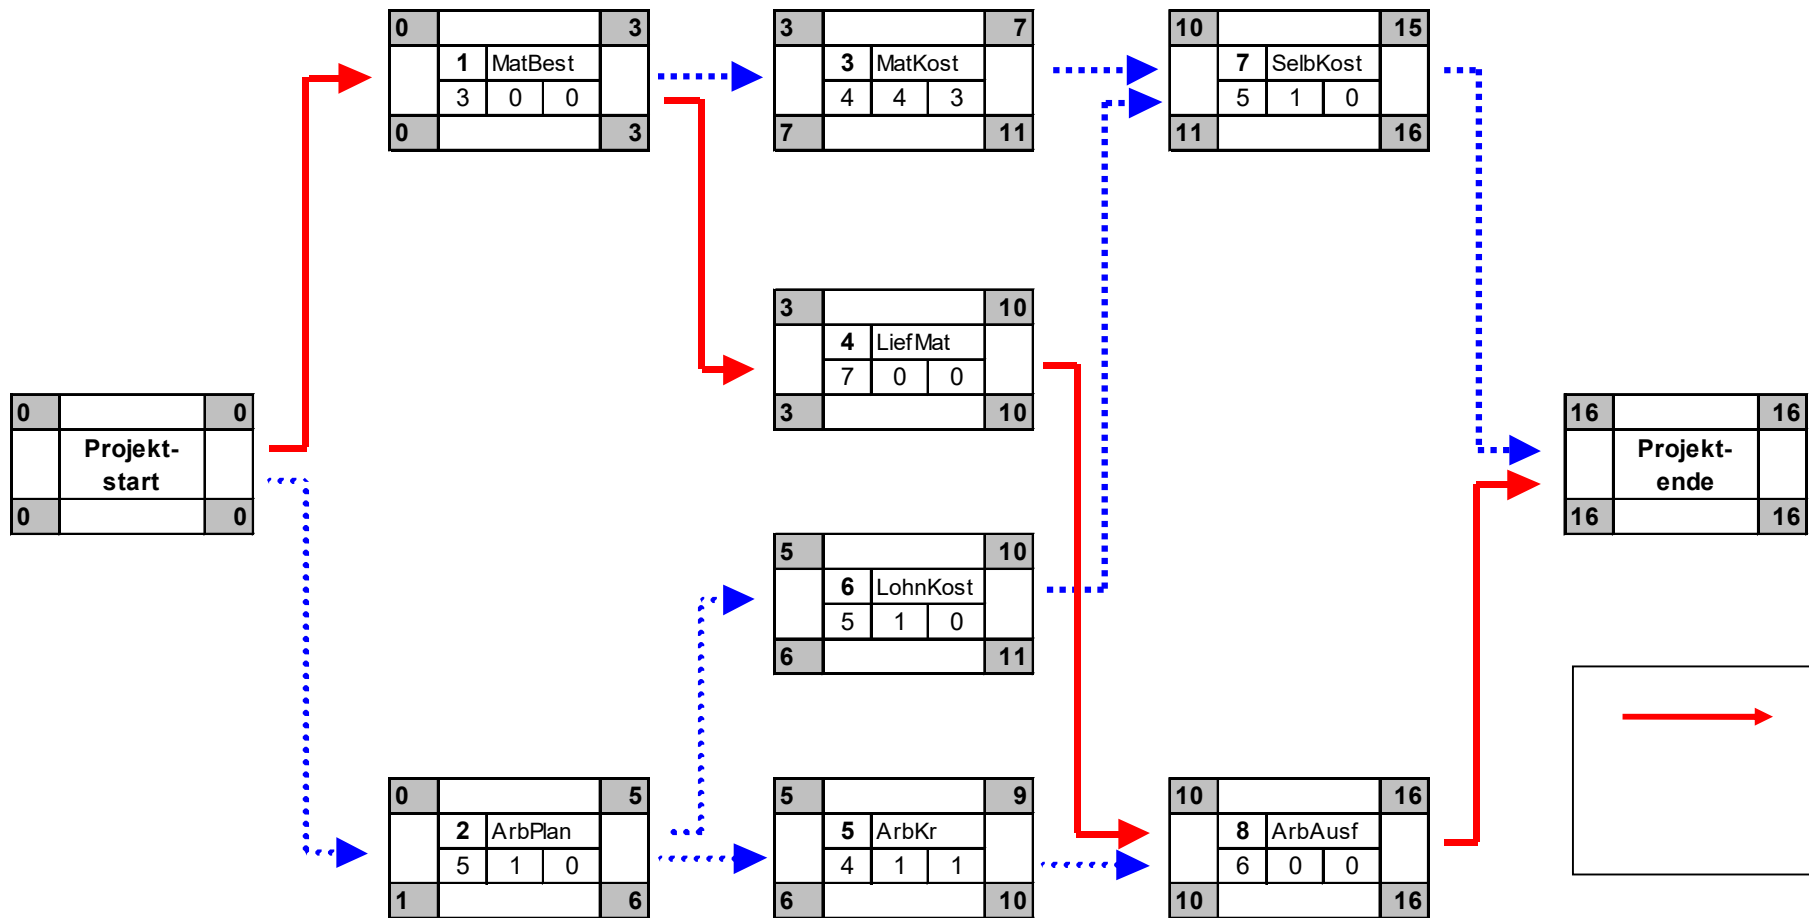 0 3
1 MatBest
3 0 0
0 3
3 7
3 MatKost
4 4 3
7 11
10 15
7 SelbKost
5 1 0
11 16
3 10
4 LiefMat
7 0 0
3 10
0 0
Projekt-
start
0 0
16 16
Projekt-
ende
16 16
5 10
6 LohnKost
5 1 0
6 11
0 5
2 ArbPlan
5 1 0
1 6
5 9
5 ArbKr
4 1 1
6 10
10 16
8 ArbAusf
6 0 0
10 16